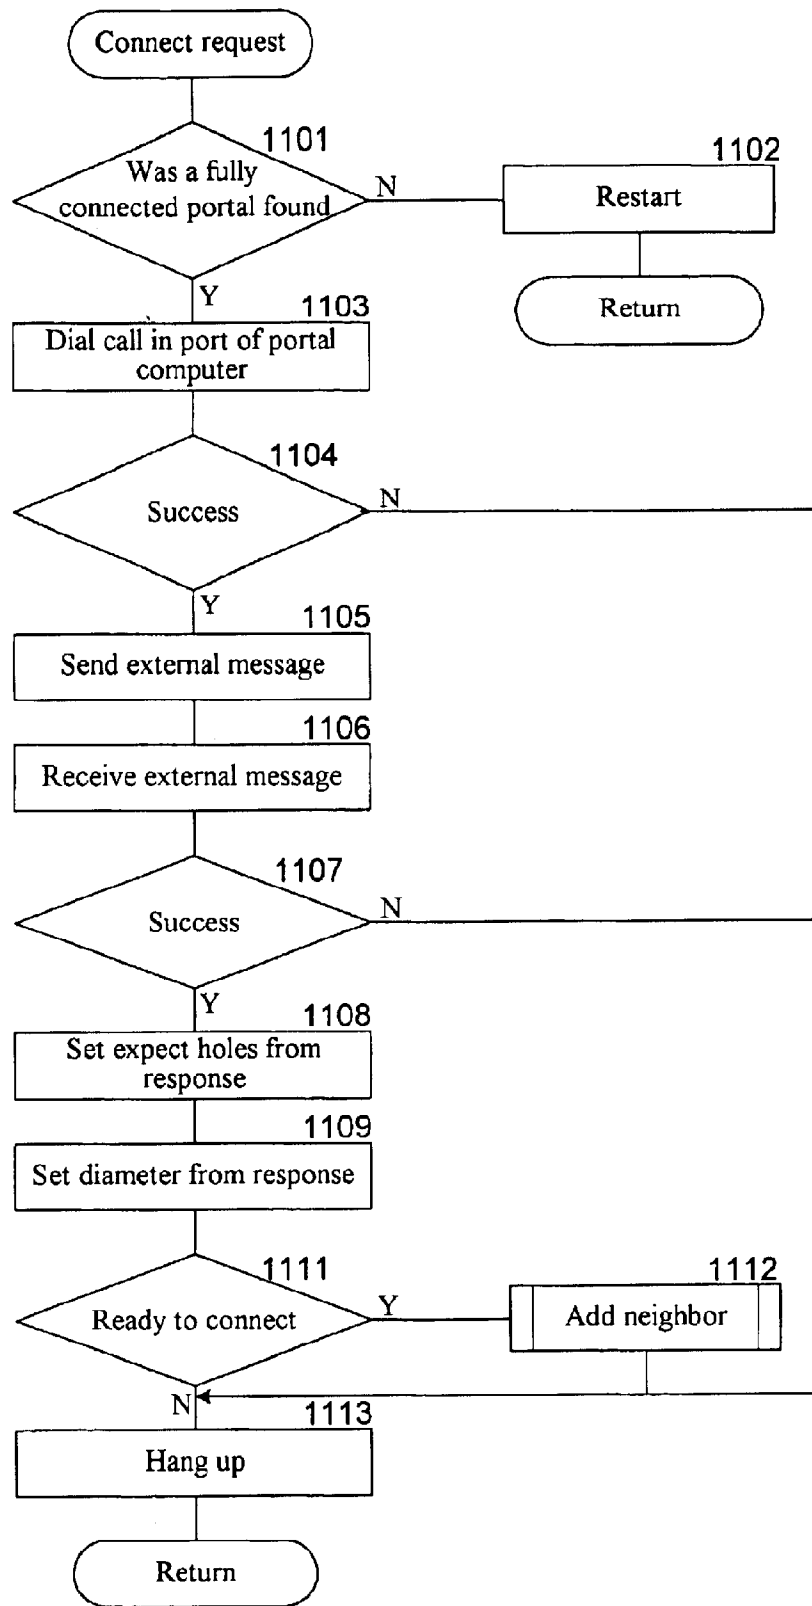 Connect request
1101
Was a fully
connected portal found
N
1102
Restart
Return
Y
1103
Dial call in port of portal
computer
1104
Success
N
Y
1105
Send external message
1106
Receive external message
1107
Success
N
Y
1108
Set expect holes from
response
1109
Set diameter from response
1111
Ready to connect
Y
1112
Add neighbor
N
1113
Hang up
Return